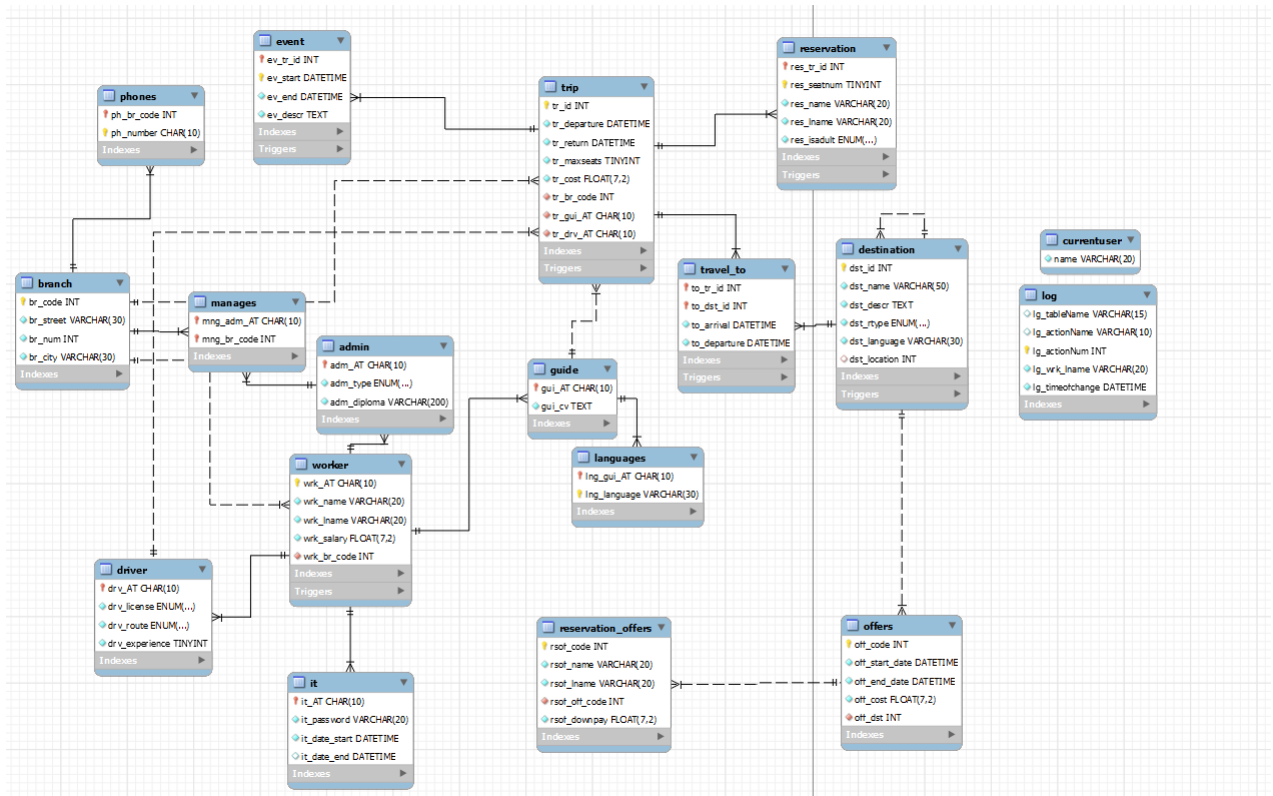 event
ev_tr_id INT
ev_start DATETIME
ev_end DATETIME
ev_descr TEXT
Indexes
Triggers
reservation
res_tr_id INT
res_seatnum TINYINT
res_name VARCHAR(20)
res_lname VARCHAR(20)
res_isadult ENUM(...)
Indexes
Triggers
phones
ph_br_code INT
ph_number CHAR(10)
Indexes
trip
tr_id INT
tr_departure DATETIME
tr_return DATETIME
tr_maxseats TINYINT
tr_cost FLOAT(7,2)
tr_br_code INT
tr_gui_AT CHAR(10)
tr_drv_AT CHAR(10)
Indexes
Triggers
branch
br_code INT
br_street VARCHAR(30)
br_num INT
br_city VARCHAR(30)
Indexes
manages
mng_adm_AT CHAR(10)
mng_br_code INT
Indexes
admin
adm_AT CHAR(10)
adm_type ENUM(...)
adm_diploma VARCHAR(200)
Indexes
travel_to
to_tr_id INT
to_dst_id INT
to_arrival DATETIME
to_departure DATETIME
Indexes
Triggers
destination
dst_id INT
dst_name VARCHAR(50)
dst_descr TEXT
dst_rtype ENUM(...)
dst_language VARCHAR(30)
dst_location INT
Indexes
Triggers
currentuser
name VARCHAR(20)
log
lg_tableName VARCHAR(15)
lg_actionName VARCHAR(10)
lg_actionNum INT
lg_wrk_lname VARCHAR(20)
lg_timeofchange DATETIME
Indexes
guide
gui_AT CHAR(10)
gui_cv TEXT
Indexes
languages
lng_gui_AT CHAR(10)
lng_language VARCHAR(30)
Indexes
worker
wrk_AT CHAR(10)
wrk_name VARCHAR(20)
wrk_lname VARCHAR(20)
wrk_salary FLOAT(7,2)
wrk_br_code INT
Indexes
Triggers
driver
drv_AT CHAR(10)
drv_license ENUM(...)
drv_route ENUM(...)
drv_experience TINYINT
Indexes
it
it_AT CHAR(10)
it_password VARCHAR(20)
it_date_start DATETIME
it_date_end DATETIME
Indexes
reservation_offers
rsof_code INT
rsof_name VARCHAR(20)
rsof_lname VARCHAR(20)
rsof_off_code INT
rsof_downpay FLOAT(7,2)
Indexes
offers
off_code INT
off_start_date DATETIME
off_end_date DATETIME
off_cost FLOAT(7,2)
off_dst INT
Indexes